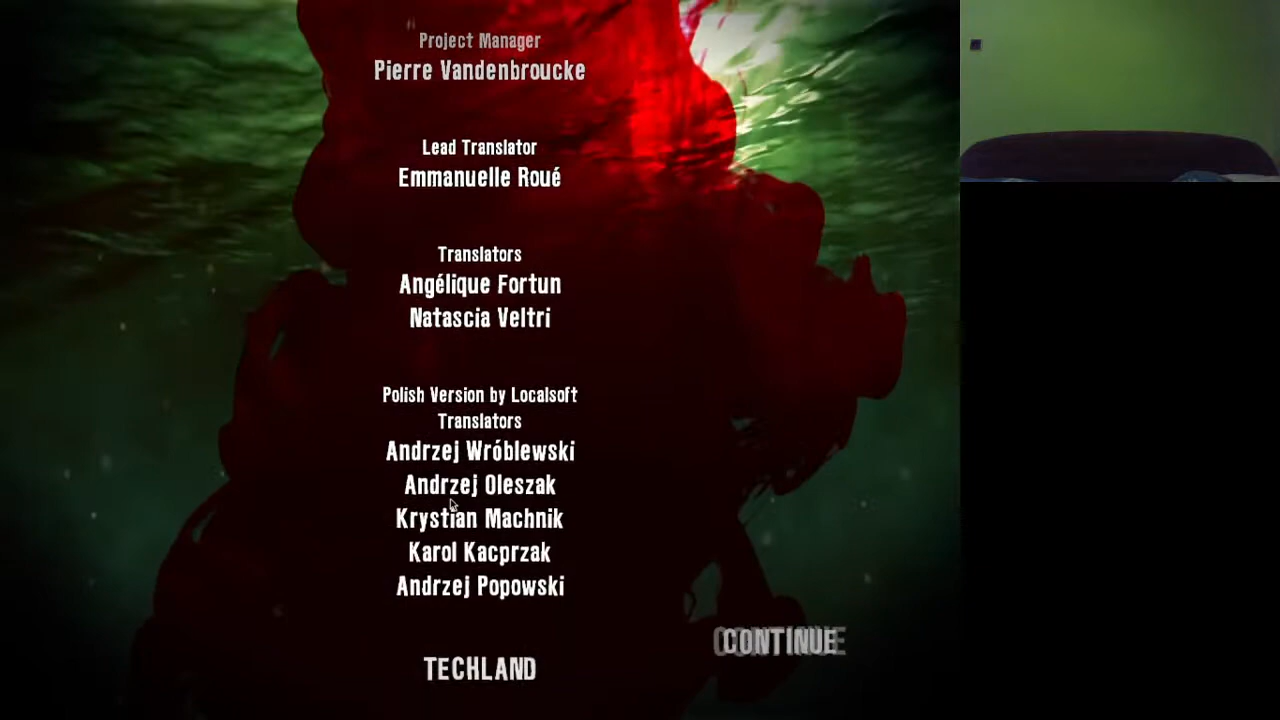 Project Manager
Pierre Vandenbroucke
Lead Translator
Emmanuelle Roué
Translators
Angélique Fortun
Natascia Veltri
Polish Version by Localsoft
Translators
Andrzej Wróblewski
Andrzej Oleszak
Krystian Machnik
Karol Kacprzak
Andrzej Popowski
CONTINUE
TECHLAND